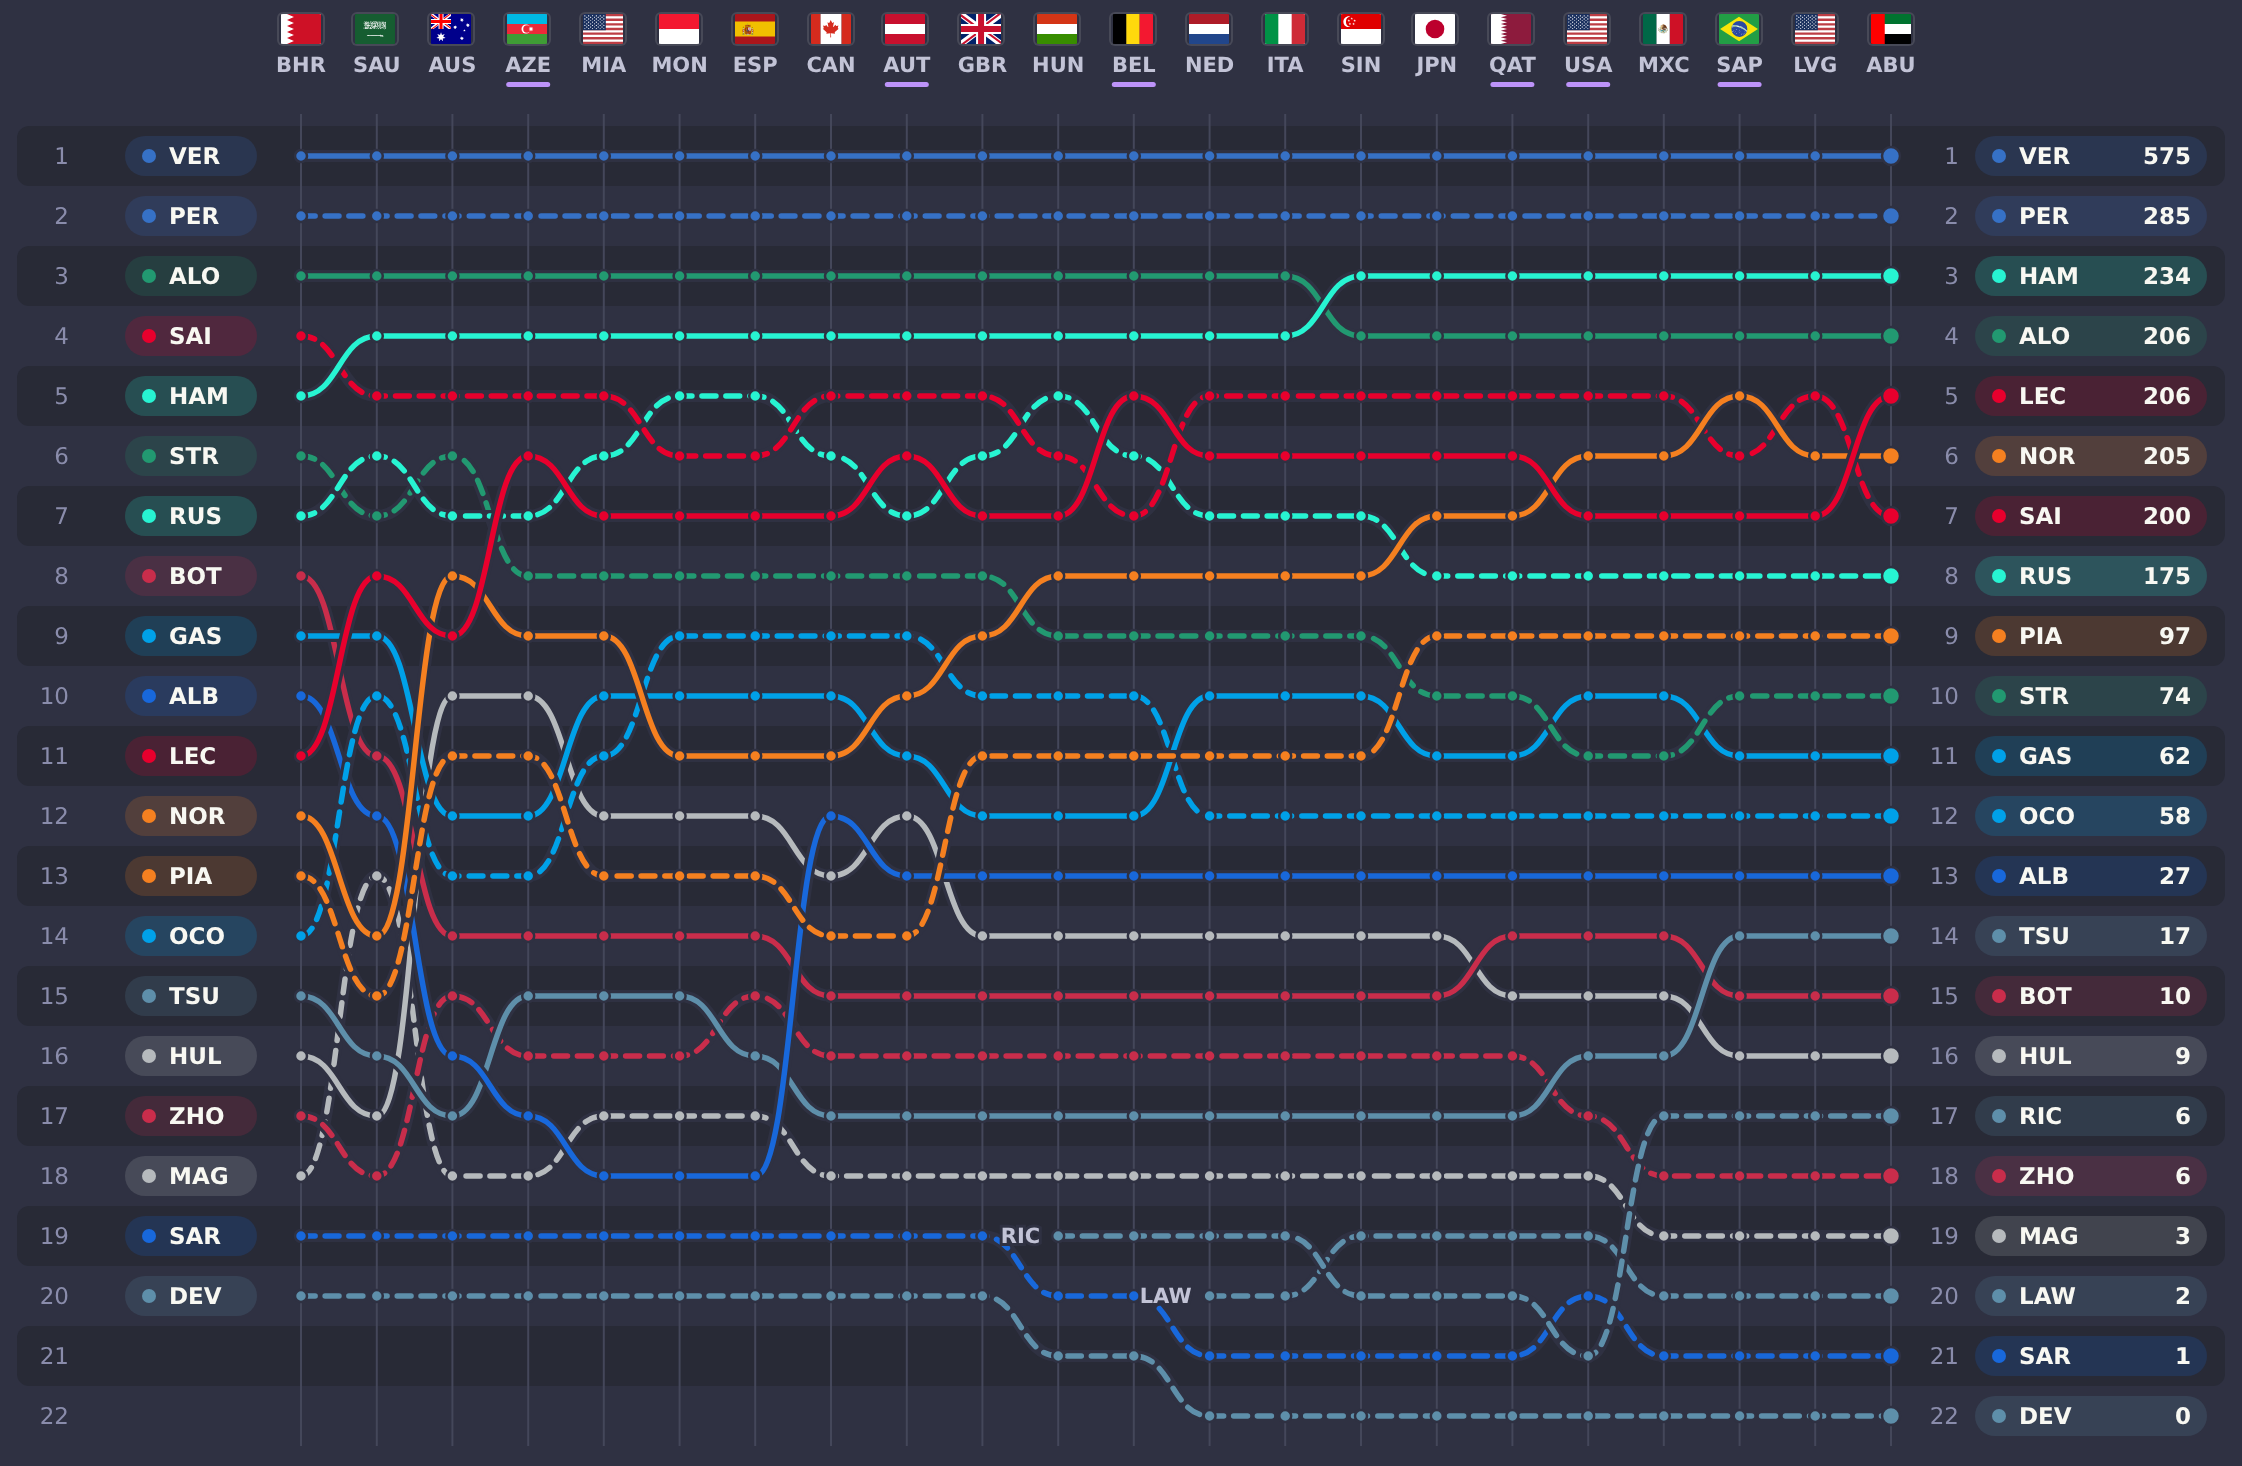 BHR SAU AUS AZE MIA MON ESP CAN AUT GBR HUN BEL NED ITA SIN JPN QAT USA MXC SAP LVG ABU
1 VER 1 VER 575
2 PER 2 PER 285
3 ALO 3 HAM 234
4 SAI 4 ALO 206
5 HAM 5 LEC 206
6 STR 6 NOR 205
7 RUS 7 SAI 200
8 BOT 8 RUS 175
9 GAS 9 PIA 97
10 ALB 10 STR 74
11 LEC 11 GAS 62
12 NOR 12 OCO 58
13 PIA 13 ALB 27
14 OCO 14 TSU 17
15 TSU 15 BOT 10
16 HUL 16 HUL 9
17 ZHO 17 RIC 6
18 MAG 18 ZHO 6
19 SAR RIC 19 MAG 3
20 DEV LAW 20 LAW 2
21 21 SAR 1
22 22 DEV 0